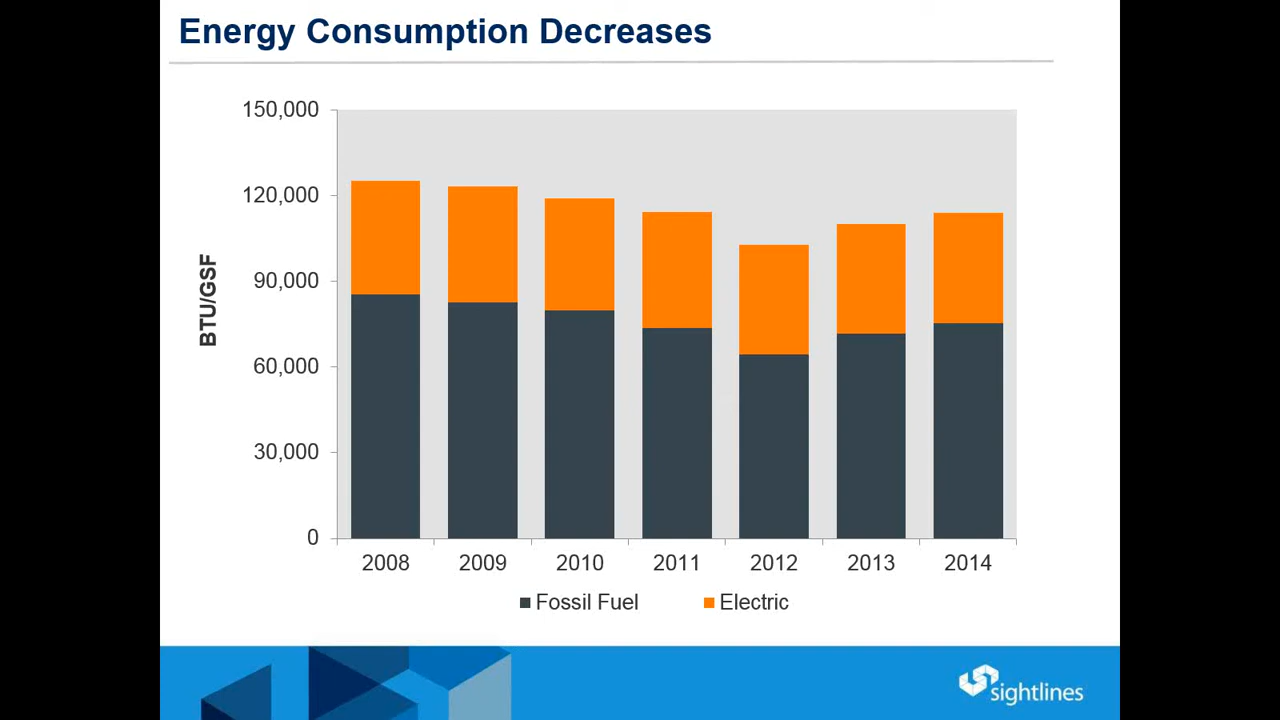 Energy Consumption Decreases
150,000
120,000
90,000
60,000
30,000
0
BTU/GSF
2008 2009 2010 2011 2012 2013 2014
Fossil Fuel Electric
sightlines